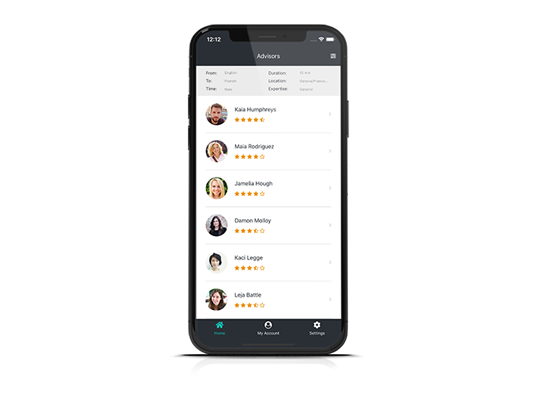 12:12
Advisors
From: English Duration: 10 min
To: French Location: General/Practic...
Time: Now Expertise: General
Kaia Humphreys
Maia Rodriguez
Jamelia Hough
Damon Molloy
Kaci Legge
Leja Battle
Home My Account Settings